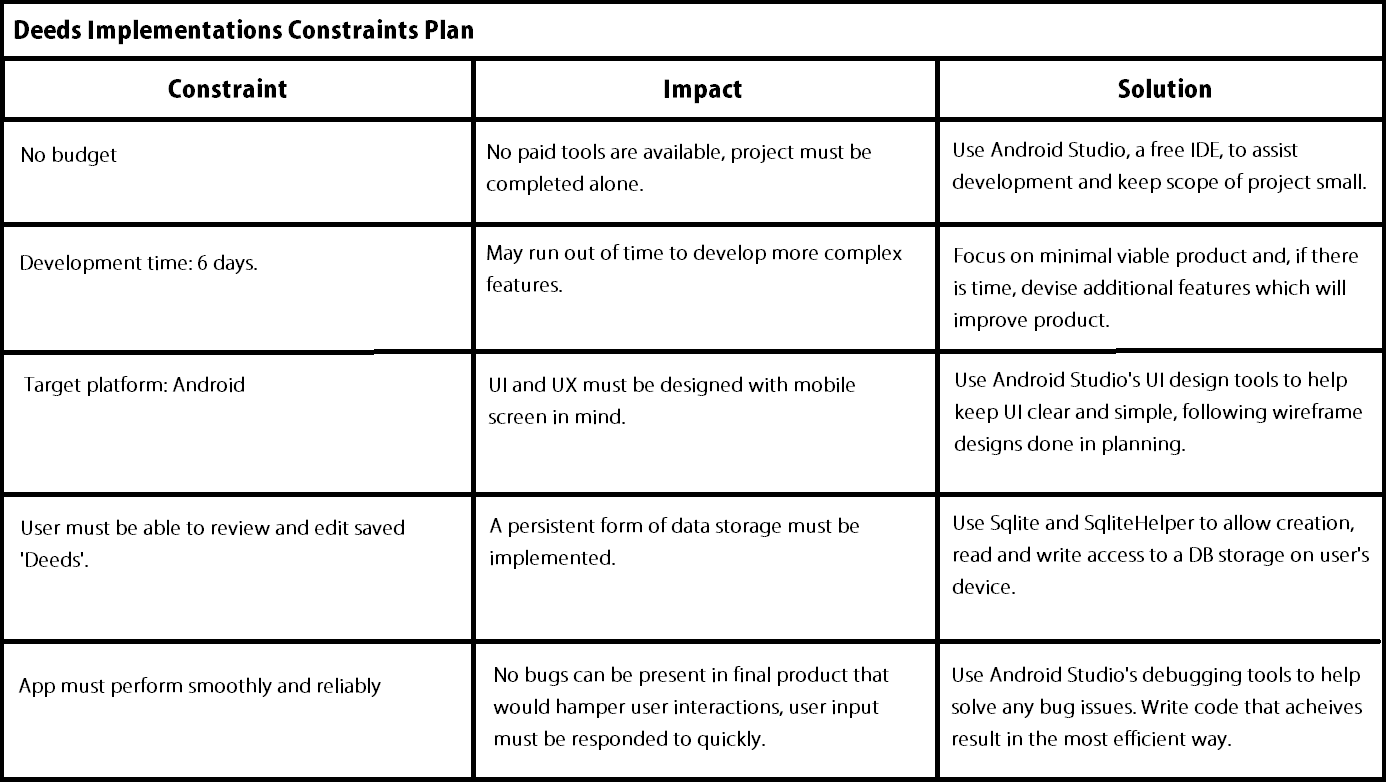 Deeds Implementations Constraints Plan
Constraint
Impact
Solution
No budget
No paid tools are available, project must be
completed alone.
Use Android Studio, a free IDE, to assist
development and keep scope of project small.
Development time: 6 days.
May run out of time to develop more complex
features.
Focus on minimal viable product and, if there
is time, devise additional features which will
improve product.
Target platform: Android
UI and UX must be designed with mobile
screen in mind.
Use Android Studio's UI design tools to help
keep UI clear and simple, following wireframe
designs done in planning.
User must be able to review and edit saved
'Deeds'.
A persistent form of data storage must be
implemented.
Use Sqlite and SqliteHelper to allow creation,
read and write access to a DB storage on user's
device.
App must perform smoothly and reliably
No bugs can be present in final product that
would hamper user interactions, user input
must be responded to quickly.
Use Android Studio's debugging tools to help
solve any bug issues. Write code that acheives
result in the most efficient way.